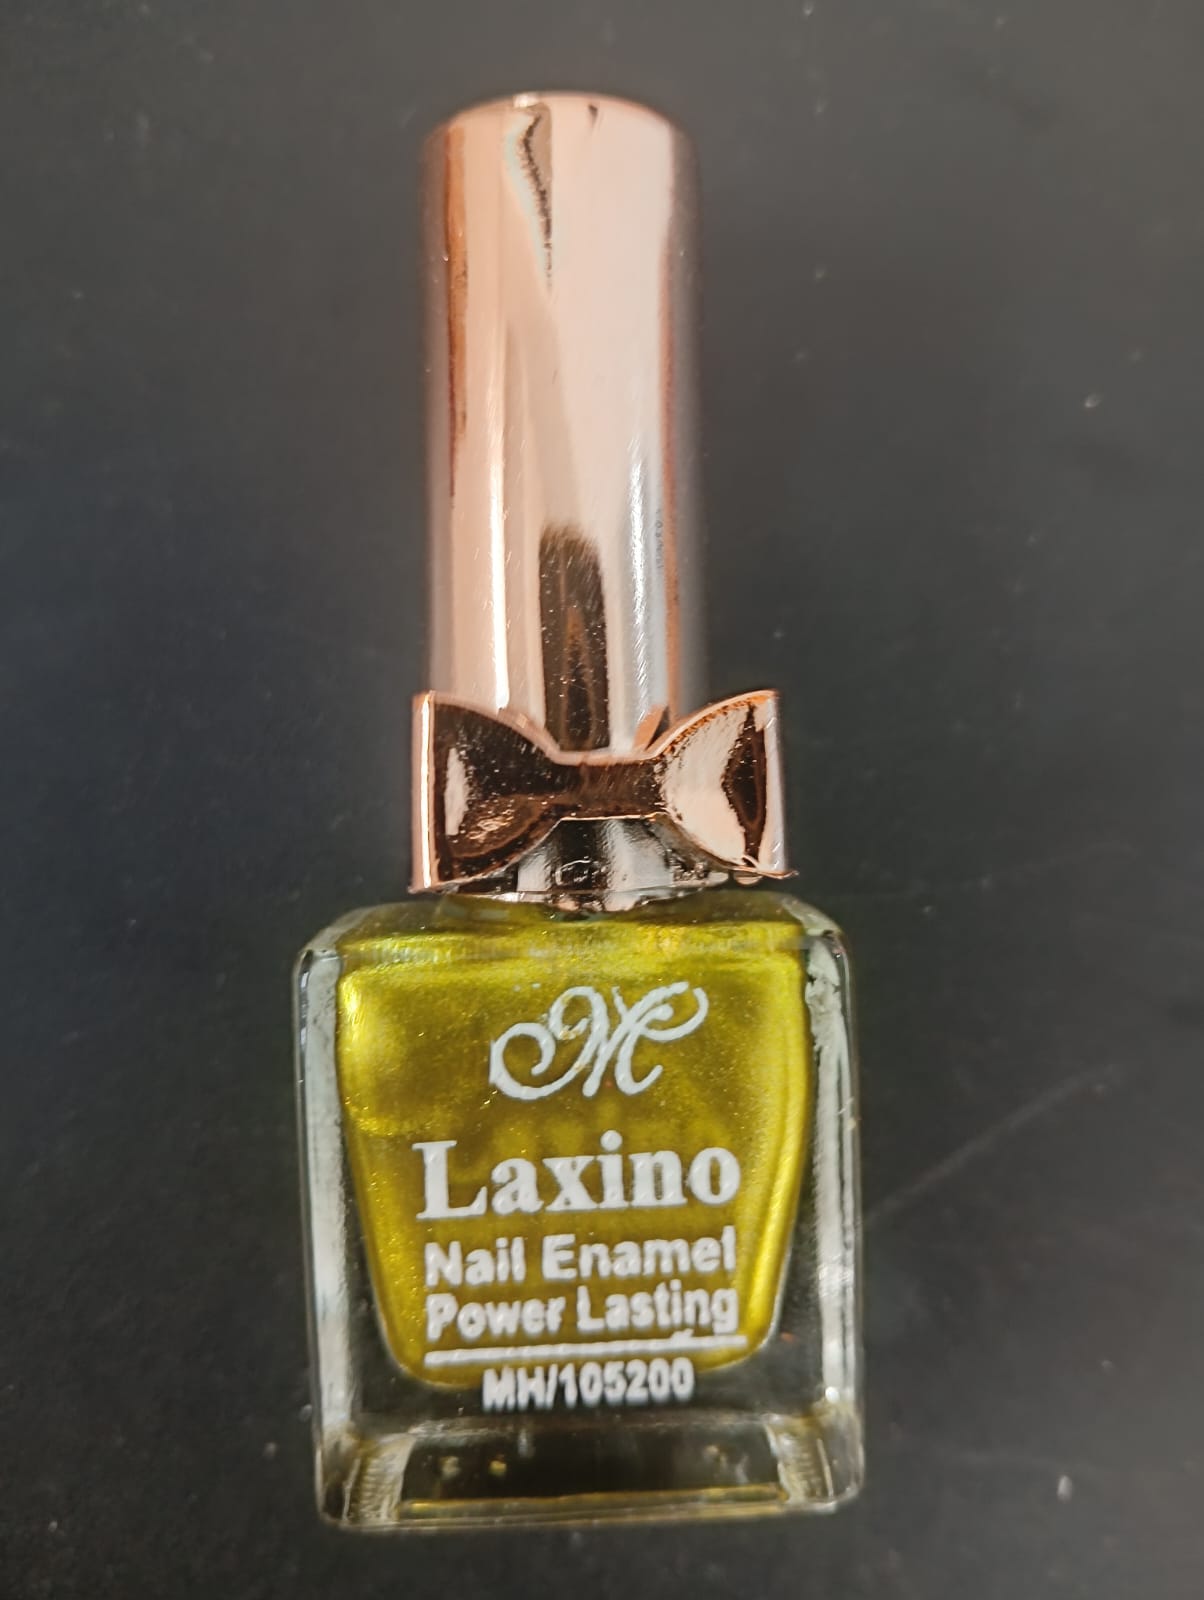 M
Laxino
Nail Enamel
Power Lasting
MH/105200